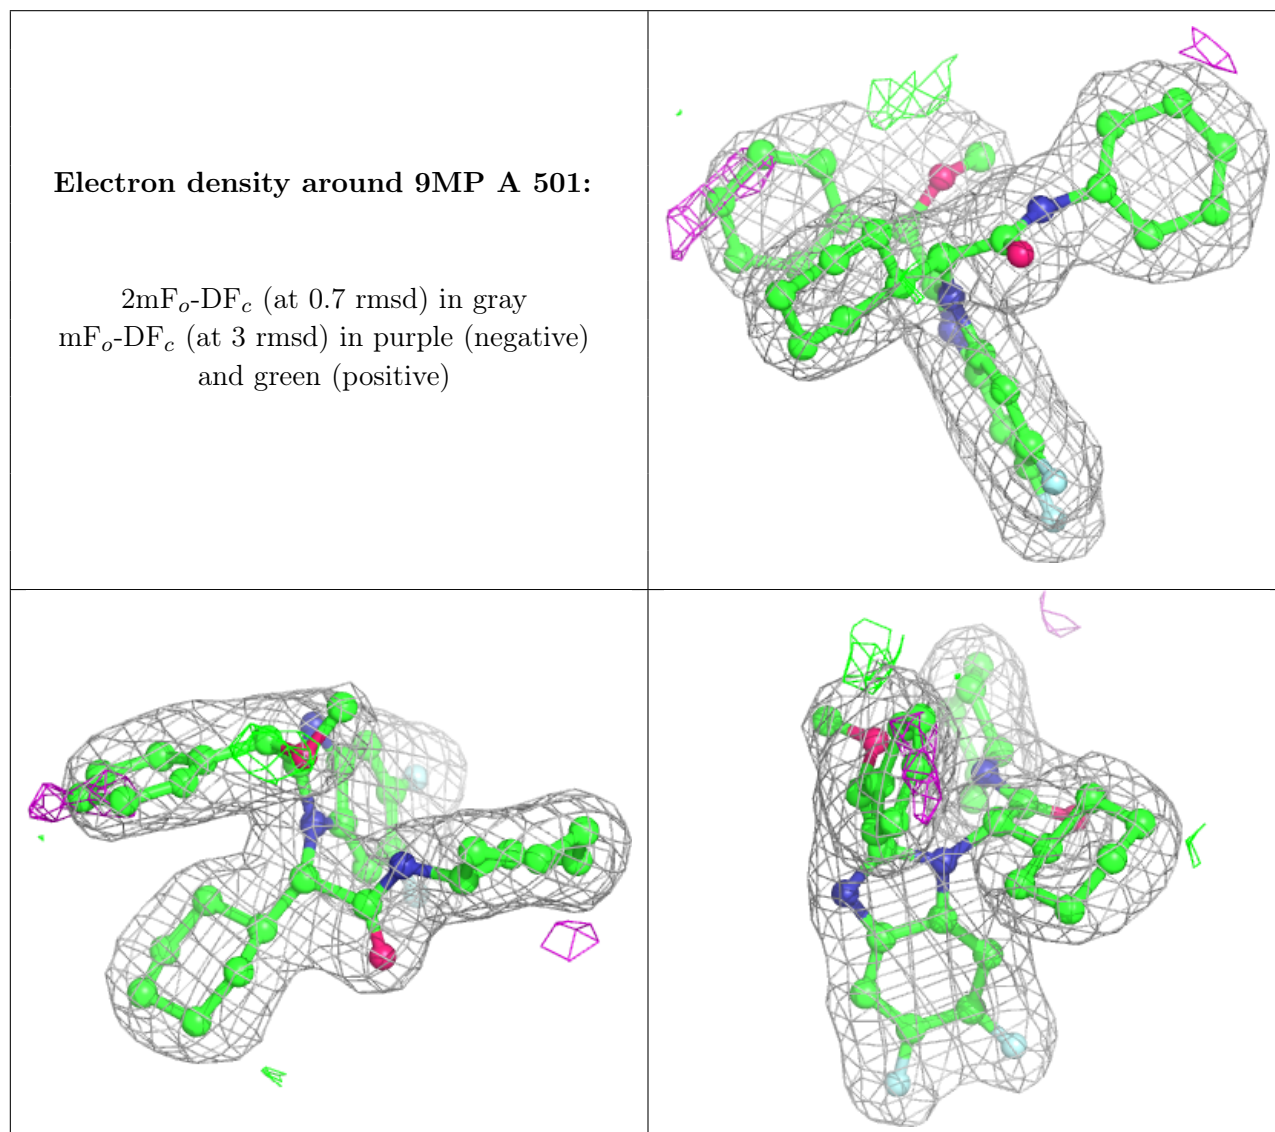 Electron density around 9MP A 501:
2mFo-DFc (at 0.7 rmsd) in gray
mFo-DFc (at 3 rmsd) in purple (negative)
and green (positive)